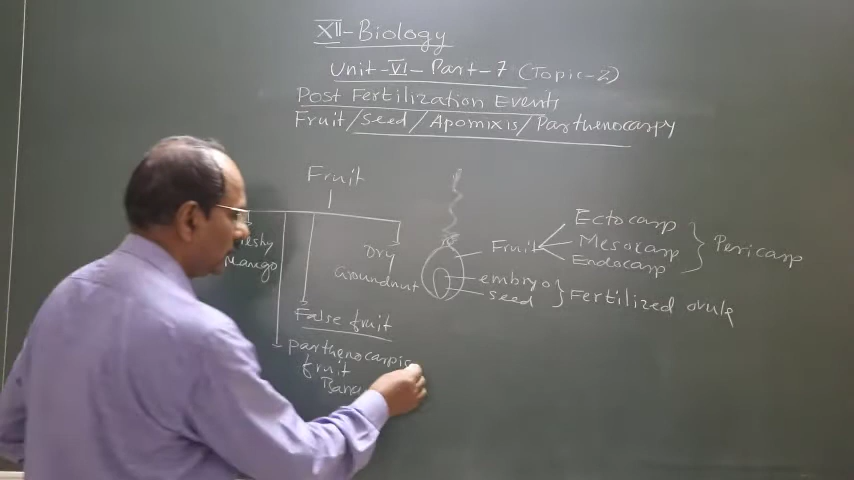 XII-Biology
Unit-VI-Part-7 (Topic-2)
Post Fertilization Events
Fruit/Seed/Apomixis/Parthenocarpy
Fruit
Mango
Dry
Groundnut
False fruit
parthenocarpic
fruit
Fruit
Ectocarp
Mesocarp
Endocarp
Pericarp
embryo
seed
Fertilized ovule